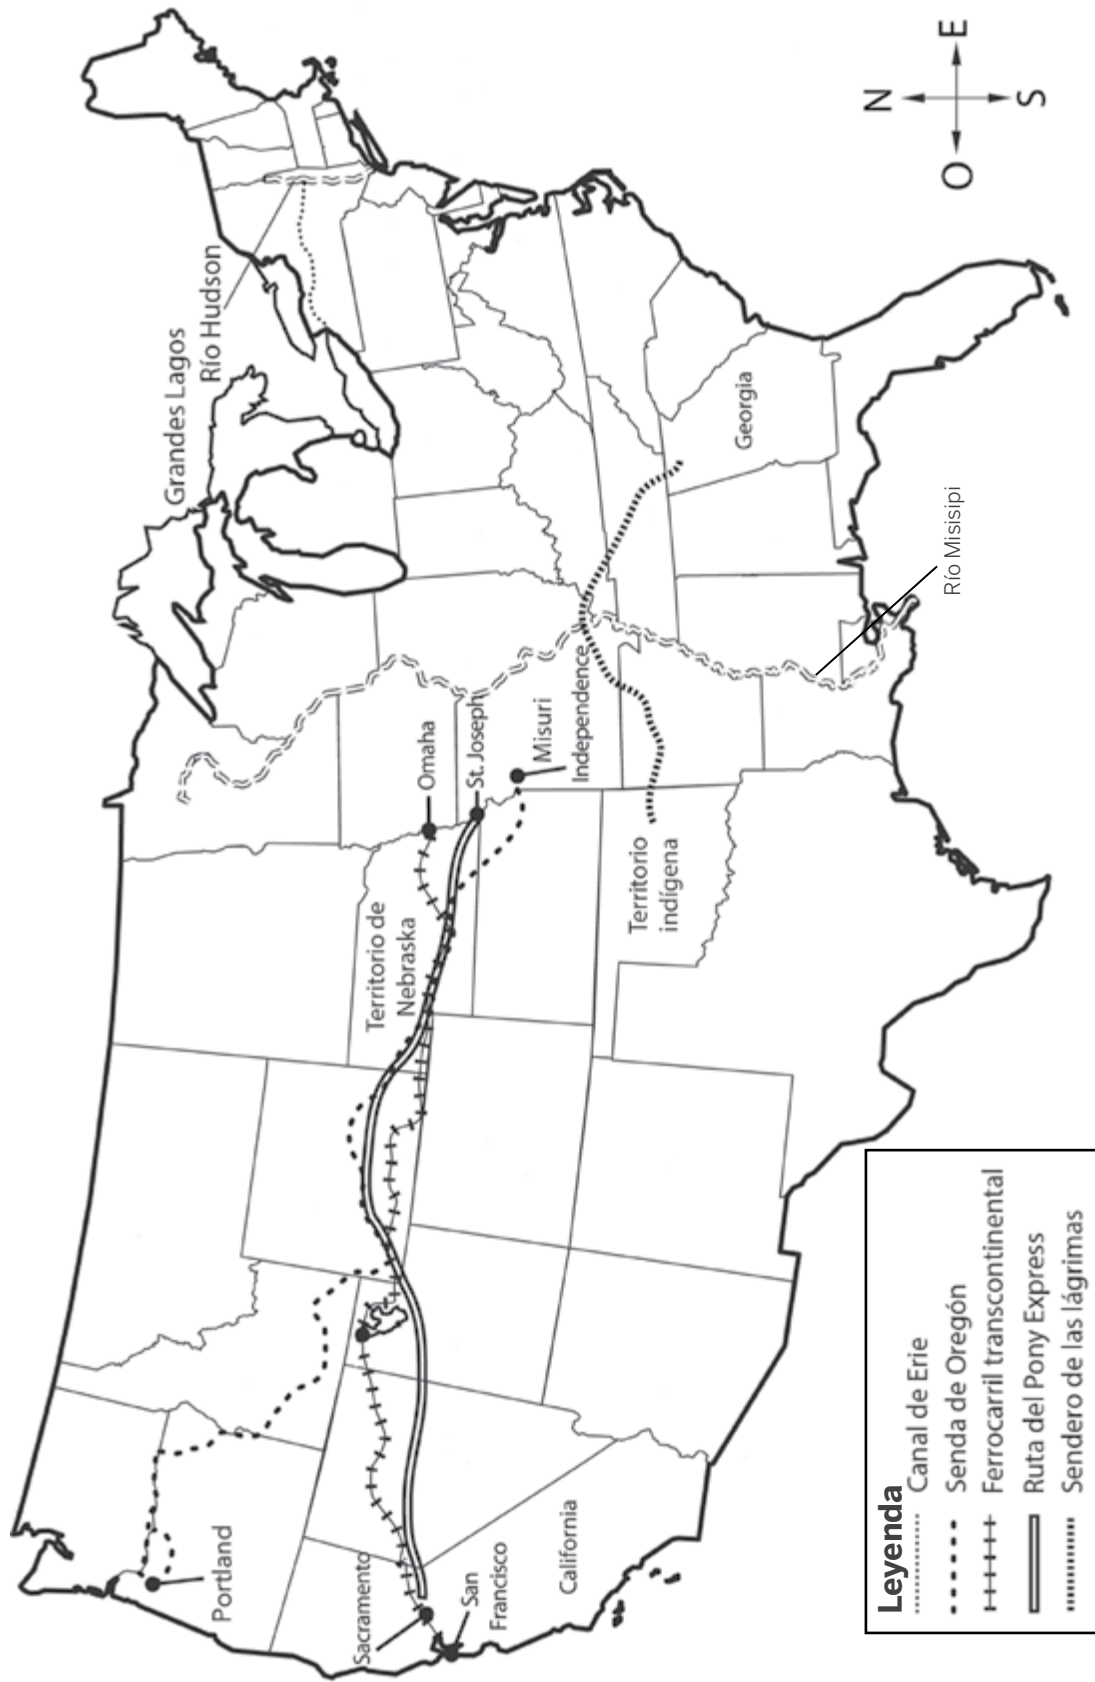 Grandes Lagos
Río Hudson
Omaha
St. Joseph
Misuri
Independence
Territorio de
Nebraska
Territorio
indígena
Georgia
Río Misisipi
Portland
Sacramento
San
Francisco
California
N
O
E
S
Leyenda
Canal de Erie
Senda de Oregón
Ferrocarril transcontinental
Ruta del Pony Express
Sendero de las lágrimas